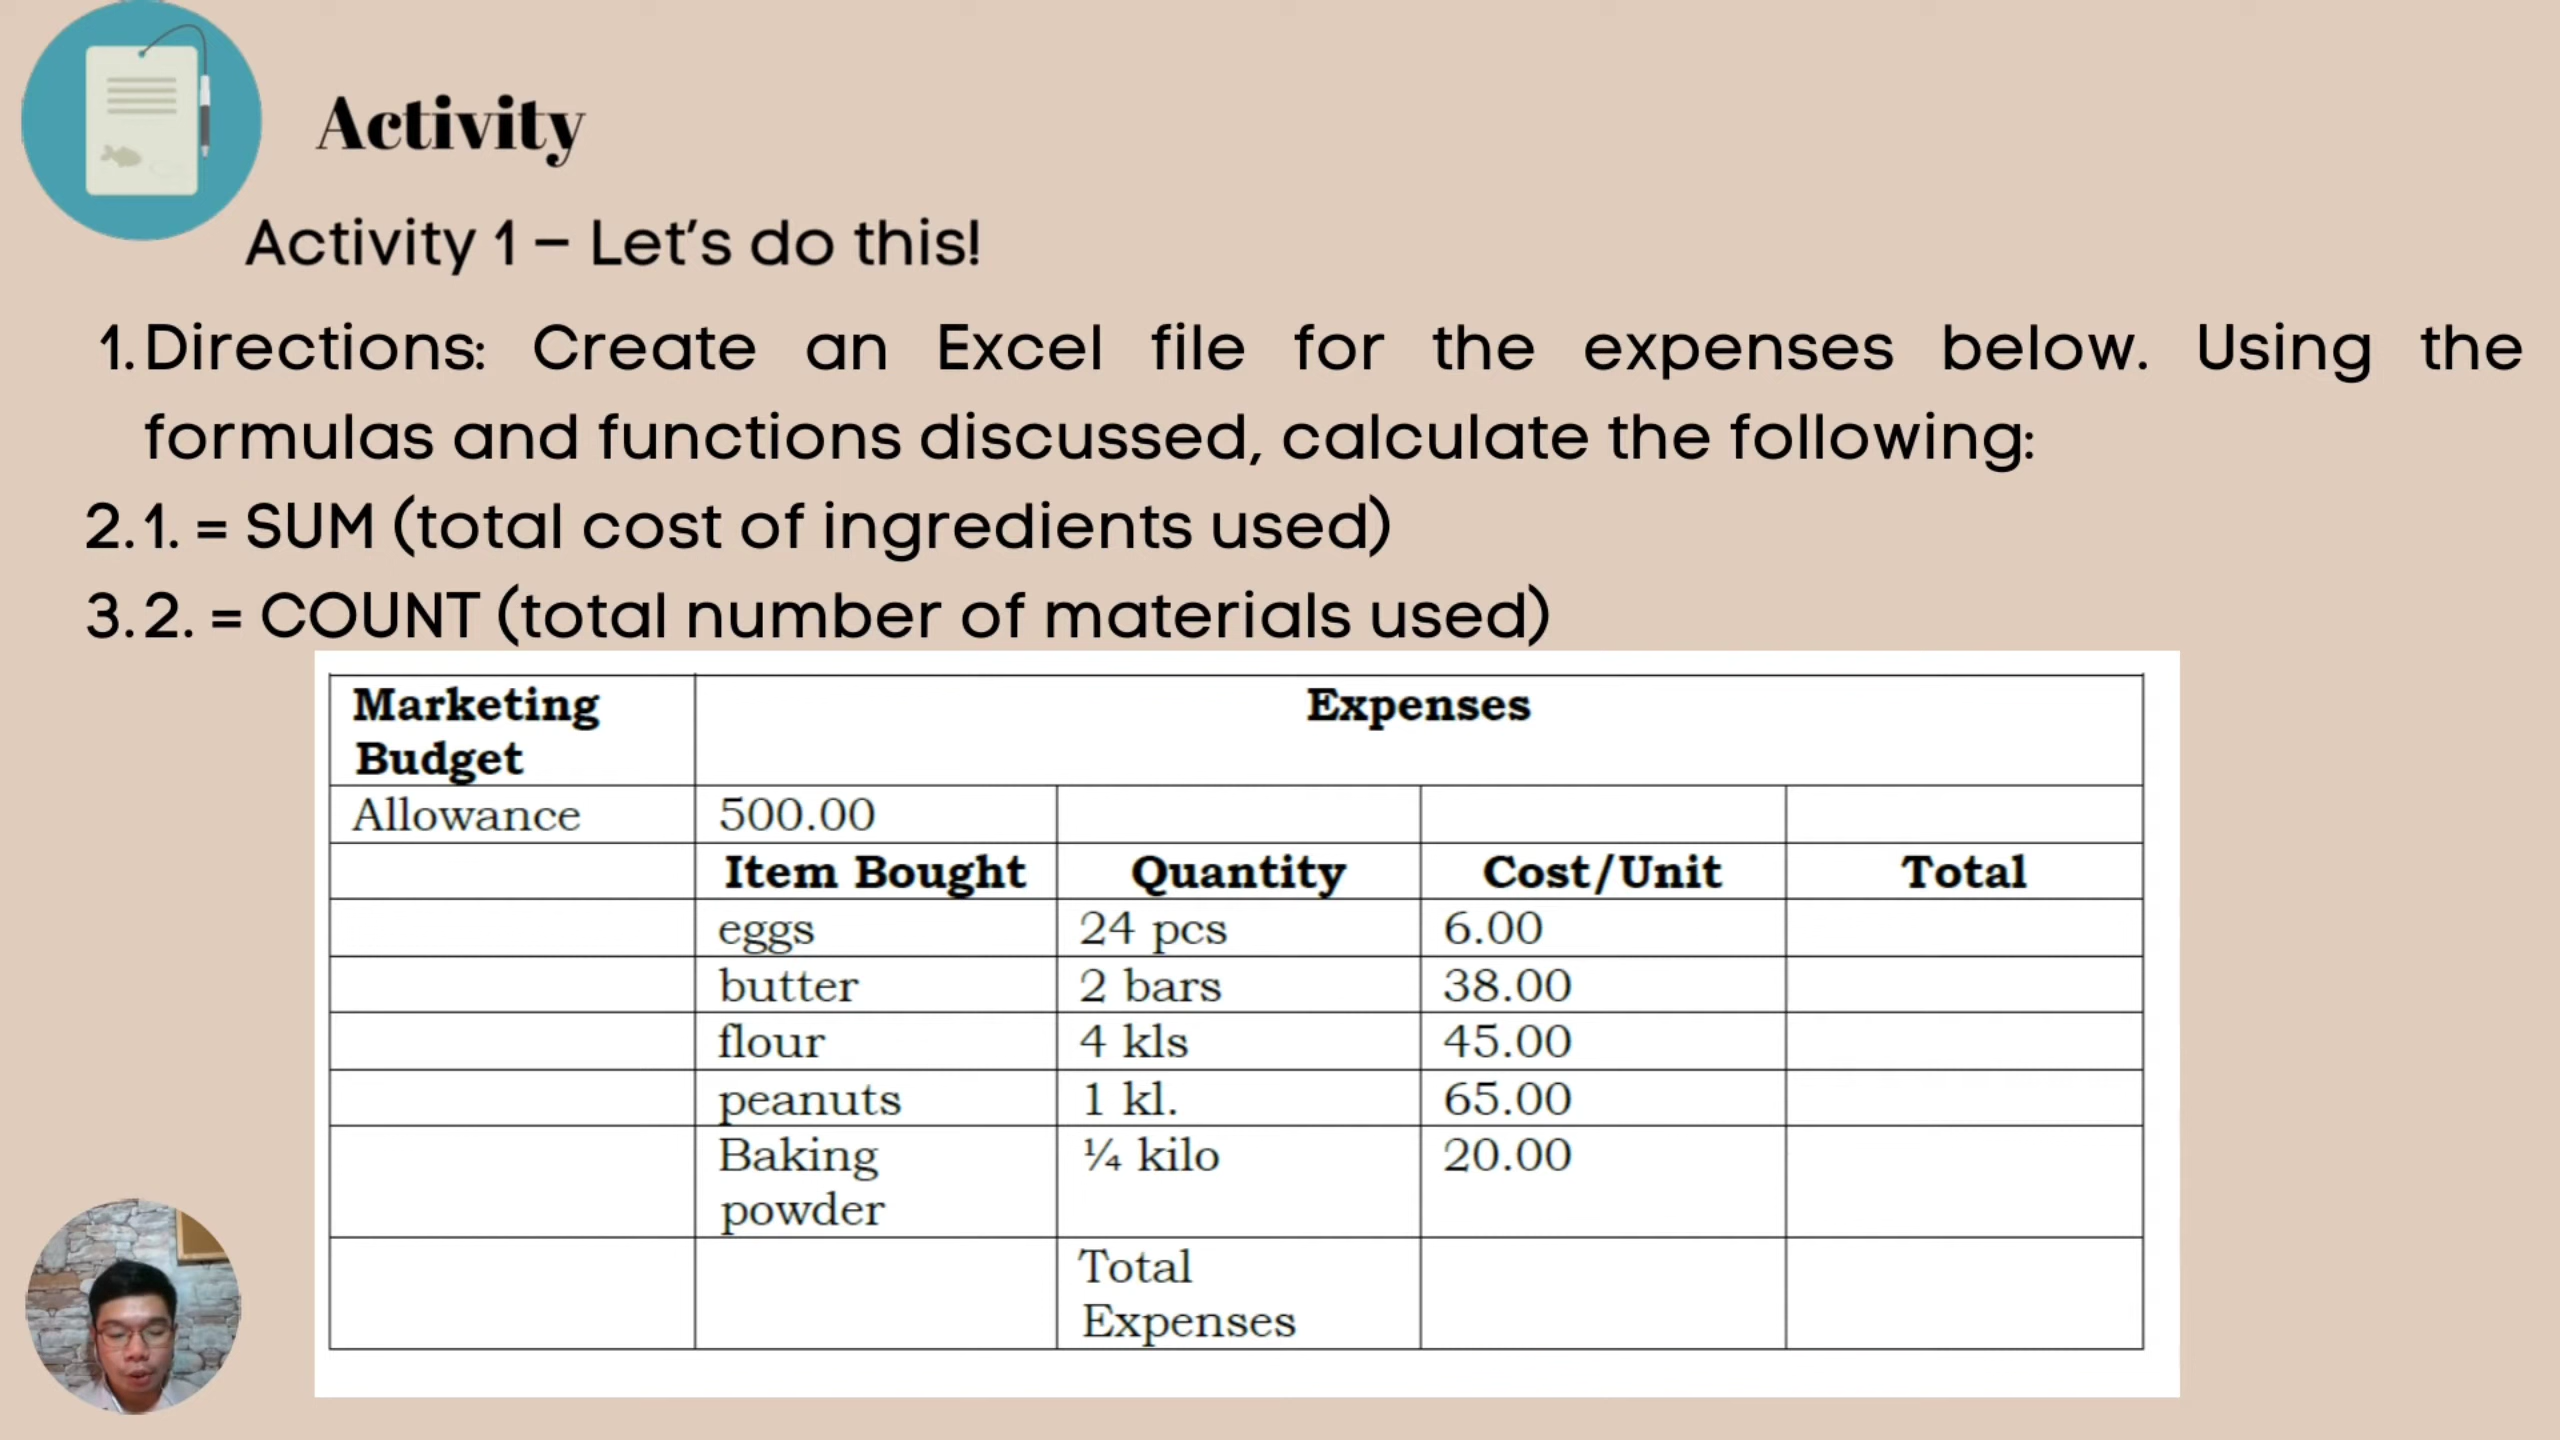 Activity
Activity 1 – Let's do this!
1. Directions: Create an Excel file for the expenses below. Using the
formulas and functions discussed, calculate the following:
2. 1. = SUM (total cost of ingredients used)
3. 2. = COUNT (total number of materials used)
Marketing Budget Expenses
Allowance 500.00
Item Bought Quantity Cost/Unit Total
eggs 24 pcs 6.00
butter 2 bars 38.00
flour 4 kls 45.00
peanuts 1 kl. 65.00
Baking powder ¼ kilo 20.00
Total Expenses